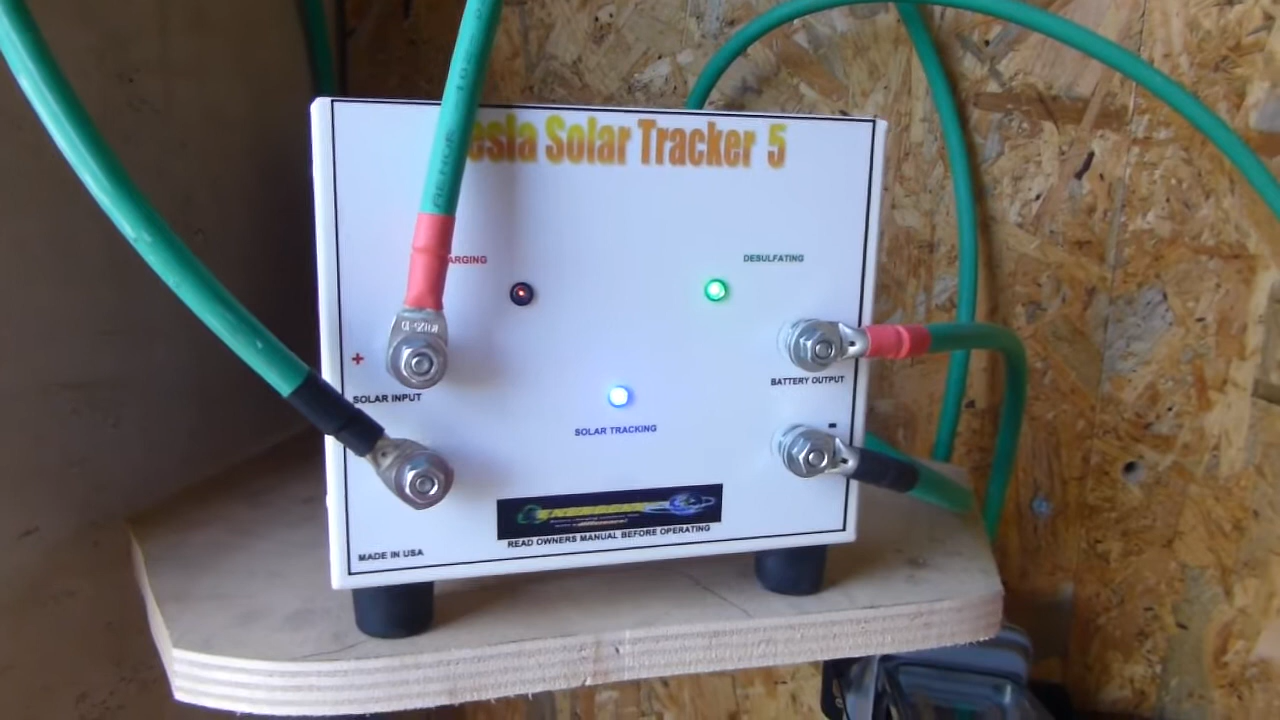 esla Solar Tracker 5
ARGING
DESULFATING
+
SOLAR INPUT
BATTERY OUTPUT
-
SOLAR TRACKING
READ OWNERS MANUAL BEFORE OPERATING
MADE IN USA